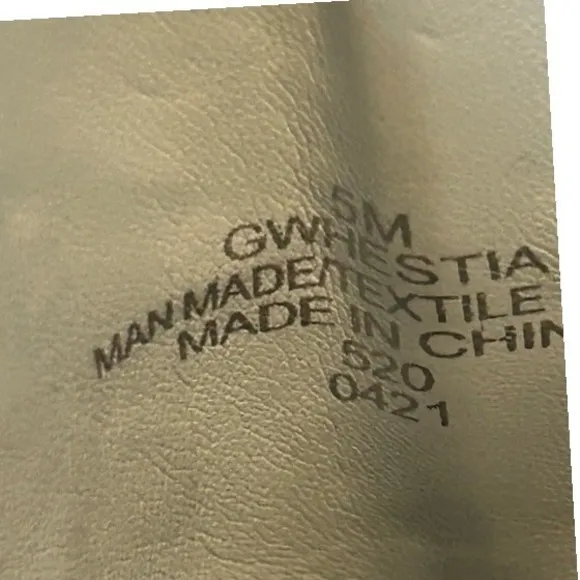 5M
GWHESTIA
MAN MADE/TEXTILE
MADE IN CHIN
520
0421